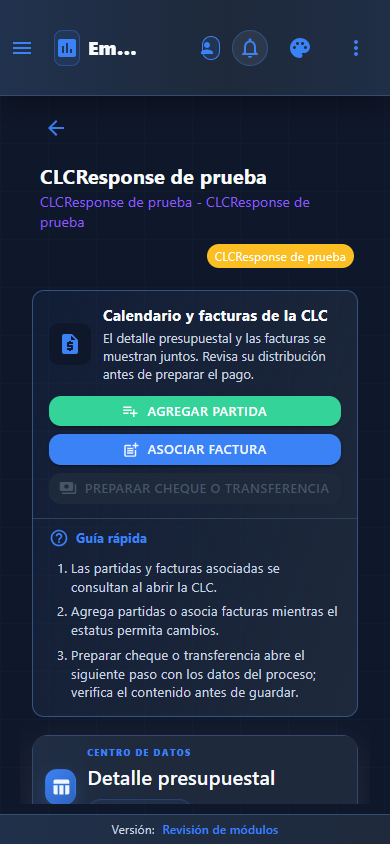 Em...
CLCResponse de prueba
CLCResponse de prueba - CLCResponse de
prueba
CLCResponse de prueba
Calendario y facturas de la CLC
El detalle presupuestal y las facturas se
muestran juntos. Revisa su distribución
antes de preparar el pago.
AGREGAR PARTIDA
ASOCIAR FACTURA
PREPARAR CHEQUE O TRANSFERENCIA
Guía rápida
1. Las partidas y facturas asociadas se
consultan al abrir la CLC.
2. Agrega partidas o asocia facturas mientras el
estatus permita cambios.
3. Preparar cheque o transferencia abre el
siguiente paso con los datos del proceso;
verifica el contenido antes de guardar.
CENTRO DE DATOS
Detalle presupuestal
Versión: Revisión de módulos